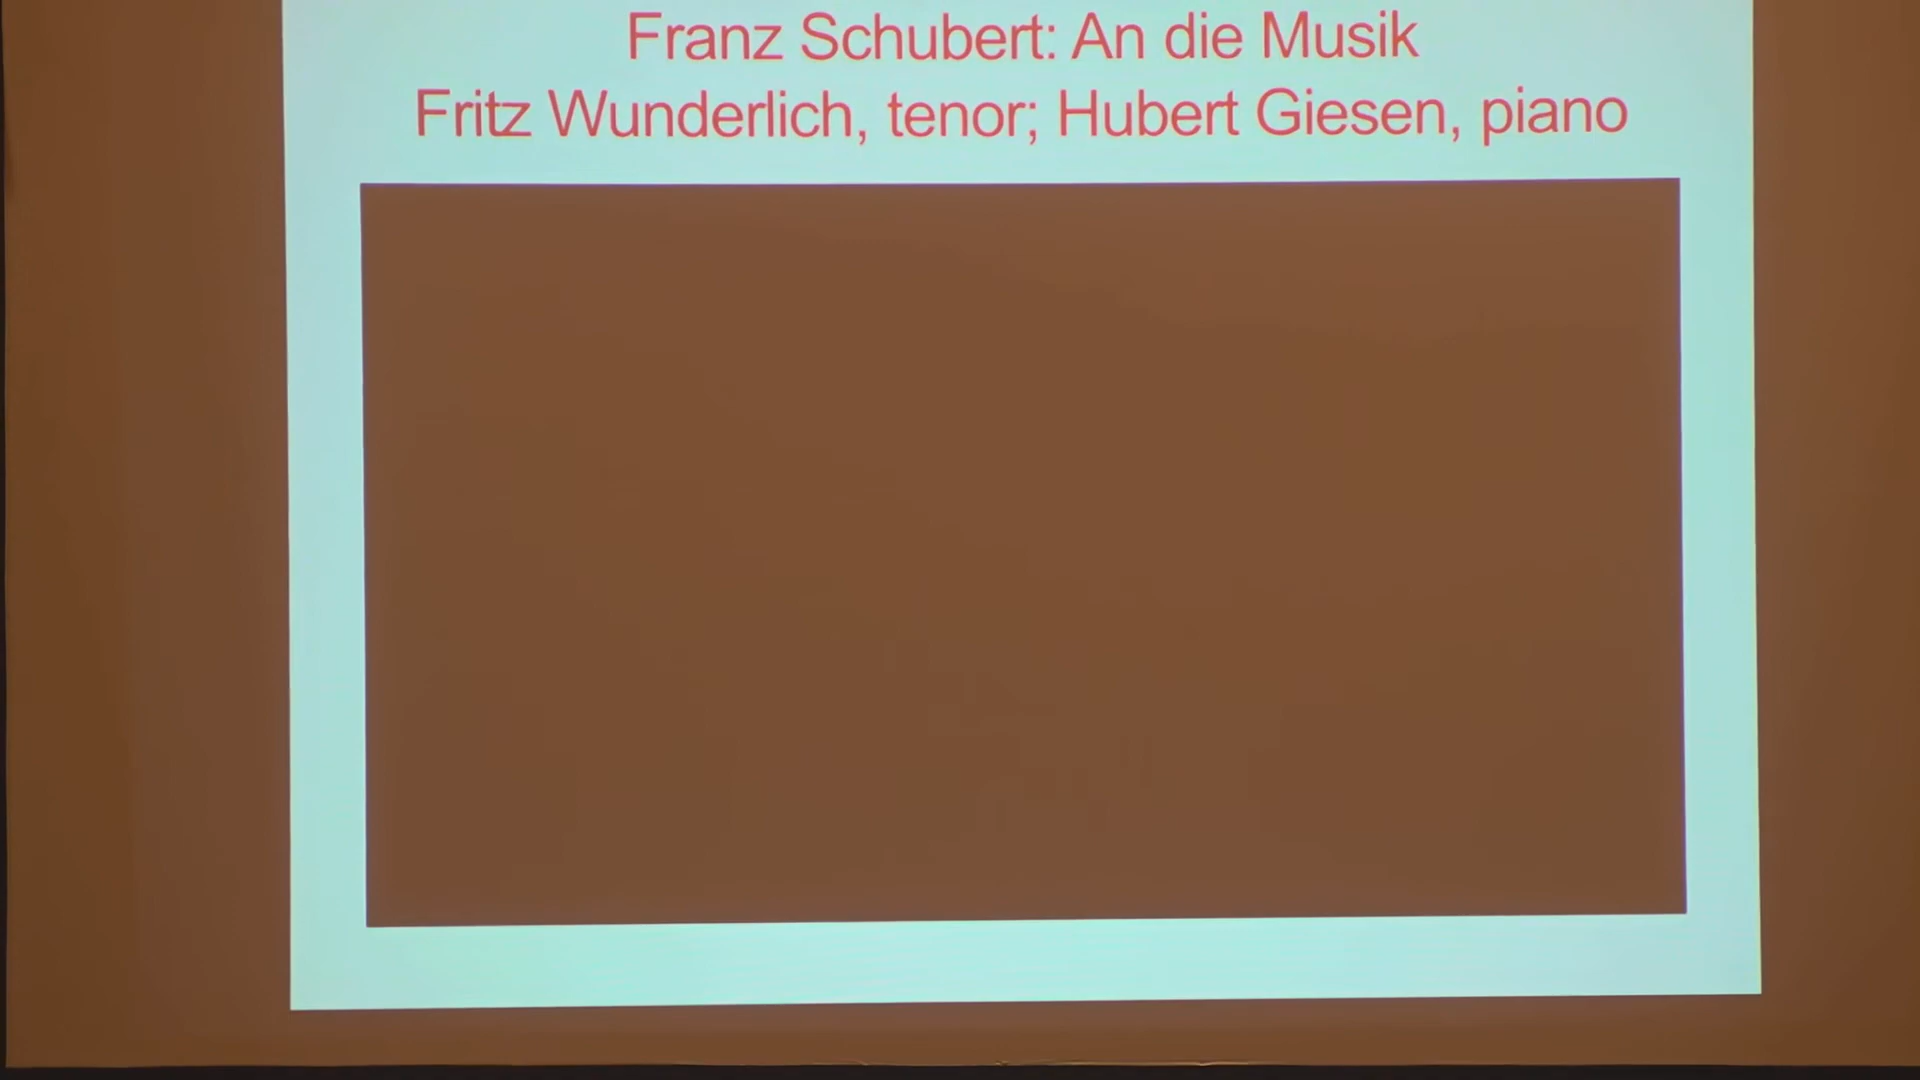 Franz Schubert: An die Musik
Fritz Wunderlich, tenor; Hubert Giesen, piano